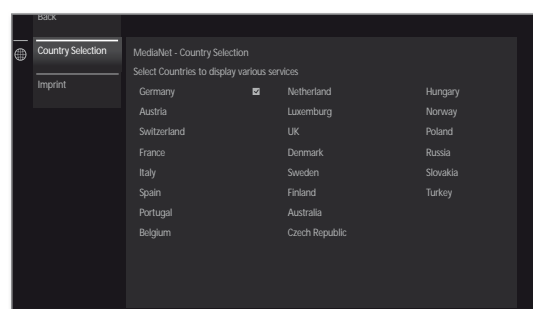 Back
Country Selection
Imprint
MediaNet - Country Selection
Select Countries to display various services
Germany Netherland Hungary
Austria Luxemburg Norway
Switzerland UK Poland
France Denmark Russia
Italy Sweden Slovakia
Spain Finland Turkey
Portugal Australia
Belgium Czech Republic